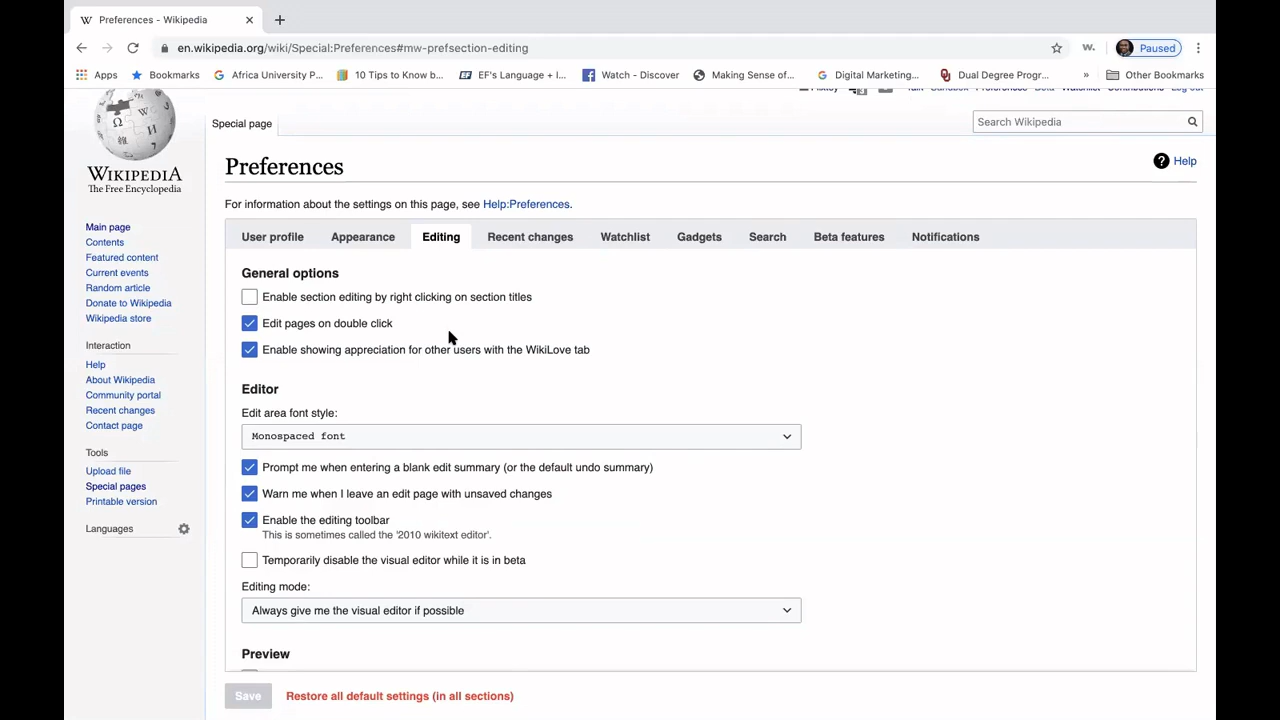 Preferences - Wikipedia
en.wikipedia.org/wiki/Special:Preferences#mw-prefsection-editing
W.
Paused
Apps
Bookmarks
Africa University P...
10 Tips to Know b...
EF's Language + I...
Watch - Discover
Making Sense of...
Digital Marketing...
Dual Degree Progr...
»
Other Bookmarks
Talk Sandbox Preferences Beta Watchlist Contributions Log out
WIKIPEDIA
The Free Encyclopedia
Special page
Search Wikipedia
Main page
Contents
Featured content
Current events
Random article
Donate to Wikipedia
Wikipedia store
Interaction
Help
About Wikipedia
Community portal
Recent changes
Contact page
Tools
Upload file
Special pages
Printable version
Languages
Preferences
Help
For information about the settings on this page, see Help:Preferences.
User profile
Appearance
Editing
Recent changes
Watchlist
Gadgets
Search
Beta features
Notifications
General options
Enable section editing by right clicking on section titles
Edit pages on double click
Enable showing appreciation for other users with the WikiLove tab
Editor
Edit area font style:
Monospaced font
Prompt me when entering a blank edit summary (or the default undo summary)
Warn me when I leave an edit page with unsaved changes
Enable the editing toolbar
This is sometimes called the '2010 wikitext editor'.
Temporarily disable the visual editor while it is in beta
Editing mode:
Always give me the visual editor if possible
Preview
Save
Restore all default settings (in all sections)